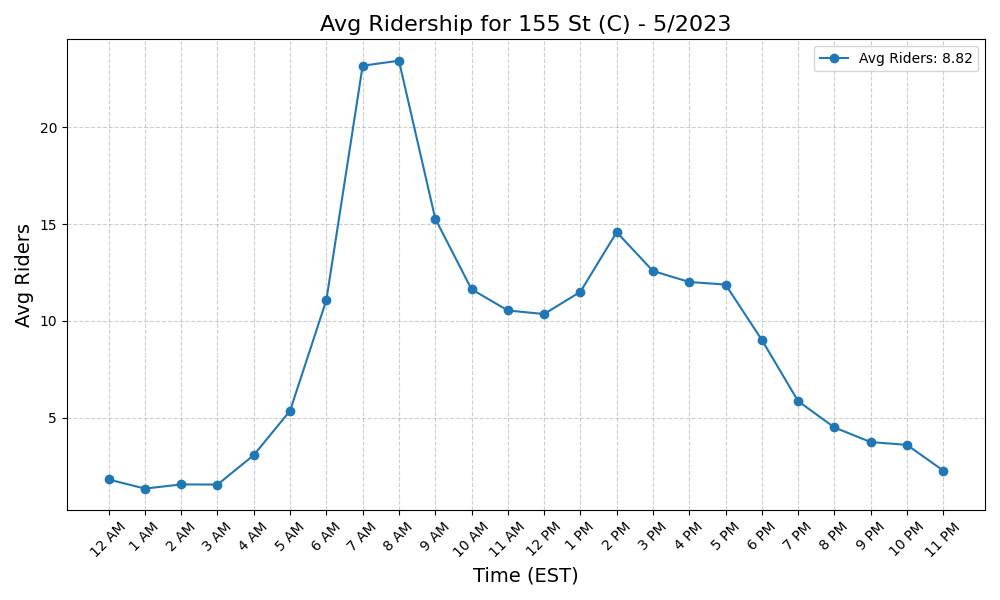 Avg Ridership for 155 St (C) - 5/2023
Avg Riders: 8.82
Avg Riders
20
15
10
5
12 AM
1 AM
2 AM
3 AM
4 AM
5 AM
6 AM
7 AM
8 AM
9 AM
10 AM
11 AM
12 PM
1 PM
2 PM
3 PM
4 PM
5 PM
6 PM
7 PM
8 PM
9 PM
10 PM
11 PM
Time (EST)